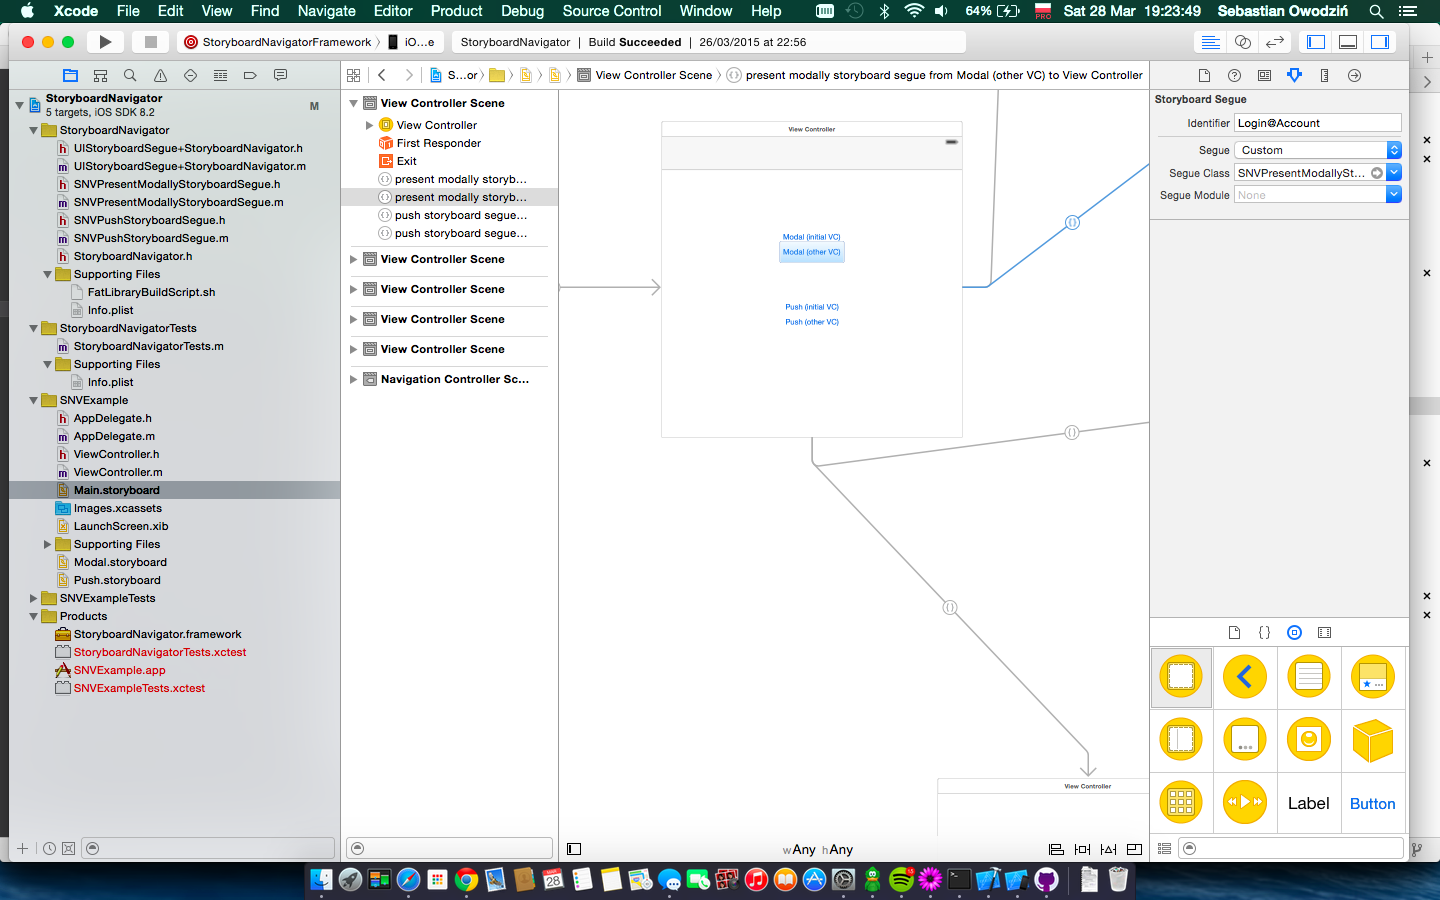 Xcode File Edit View Find Navigate Editor Product Debug Source Control Window Help 64% PRO Sat 28 Mar 19:23:49 Sebastian Owodziń
StoryboardNavigatorFramework iO...e StoryboardNavigator | Build Succeeded | 26/03/2015 at 22:56
S...or View Controller Scene present modally storyboard segue from Modal (other VC) to View Controller
StoryboardNavigator
5 targets, iOS SDK 8.2
M
StoryboardNavigator
h UIStoryboardSegue+StoryboardNavigator.h
m UIStoryboardSegue+StoryboardNavigator.m
h SNVPresentModallyStoryboardSegue.h
m SNVPresentModallyStoryboardSegue.m
h SNVPushStoryboardSegue.h
m SNVPushStoryboardSegue.m
h StoryboardNavigator.h
Supporting Files
FatLibraryBuildScript.sh
Info.plist
StoryboardNavigatorTests
m StoryboardNavigatorTests.m
Supporting Files
Info.plist
SNVExample
h AppDelegate.h
m AppDelegate.m
h ViewController.h
m ViewController.m
Main.storyboard
Images.xcassets
LaunchScreen.xib
Supporting Files
Modal.storyboard
Push.storyboard
SNVExampleTests
Products
StoryboardNavigator.framework
StoryboardNavigatorTests.xctest
SNVExample.app
SNVExampleTests.xctest
View Controller Scene
View Controller
First Responder
Exit
present modally storyb...
present modally storyb...
push storyboard segue...
push storyboard segue...
View Controller Scene
View Controller Scene
View Controller Scene
View Controller Scene
Navigation Controller Sc...
View Controller
Modal (initial VC)
Modal (other VC)
Push (initial VC)
Push (other VC)
View Controller
wAny hAny
Storyboard Segue
Identifier Login@Account
Segue Custom
Segue Class SNVPresentModallySt...
Segue Module None
Label Button
28